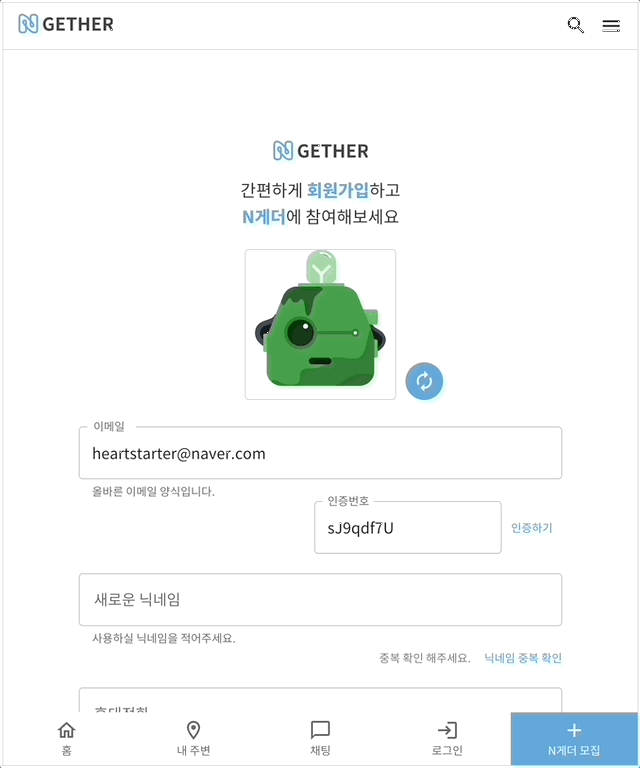 GETHER
GETHER
간편하게 회원가입하고
N게더에 참여해보세요
이메일
heartstarter@naver.com
올바른 이메일 양식입니다.
인증번호
sJ9qdf7U
인증하기
새로운 닉네임
사용하실 닉네임을 적어주세요.
중복 확인 해주세요. 닉네임 중복 확인
휴대전화
홈
내 주변
채팅
로그인
N게더 모집